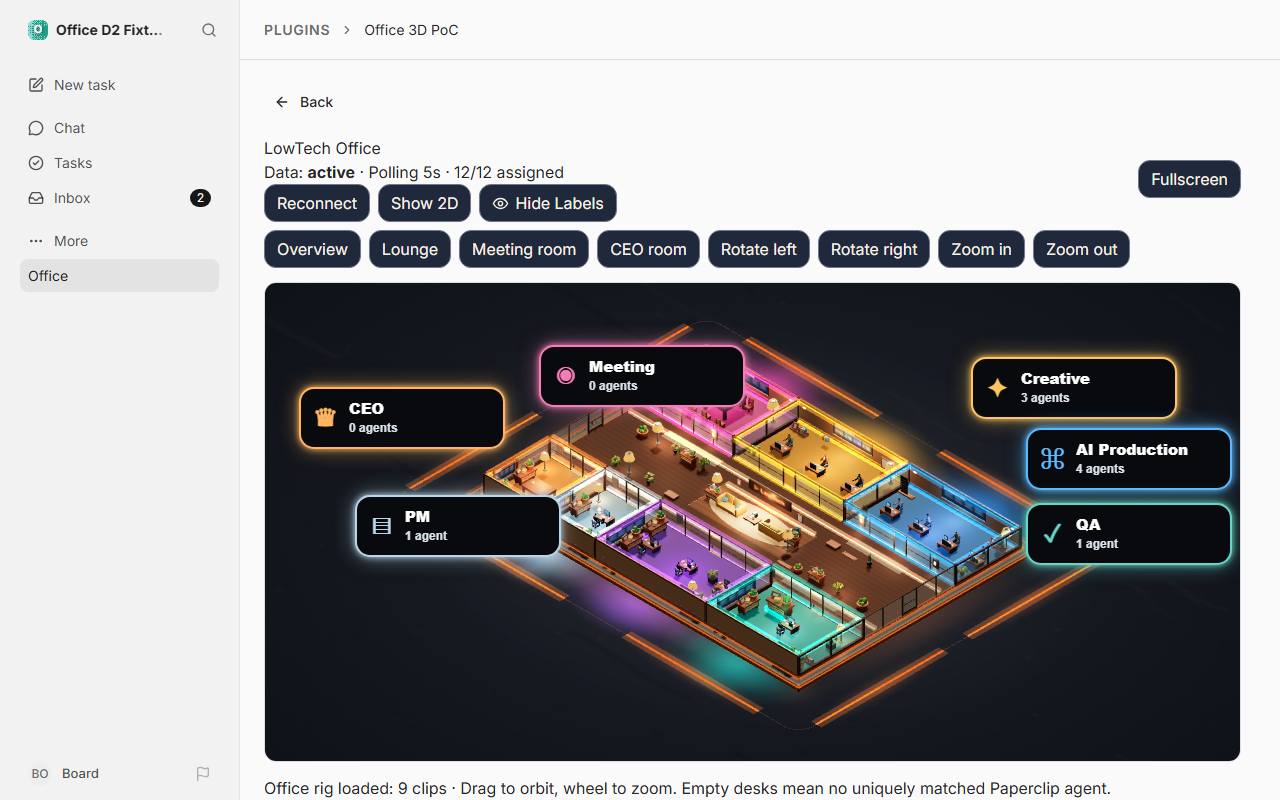 Office D2 Fixt...
New task
Chat
Tasks
Inbox 2
More
Office
BO Board
PLUGINS > Office 3D PoC
Back
LowTech Office
Data: active · Polling 5s · 12/12 assigned
Reconnect Show 2D Hide Labels
Fullscreen
Overview Lounge Meeting room CEO room Rotate left Rotate right Zoom in Zoom out
Meeting
0 agents
Creative
3 agents
CEO
0 agents
AI Production
4 agents
PM
1 agent
QA
1 agent
Office rig loaded: 9 clips · Drag to orbit, wheel to zoom. Empty desks mean no uniquely matched Paperclip agent.